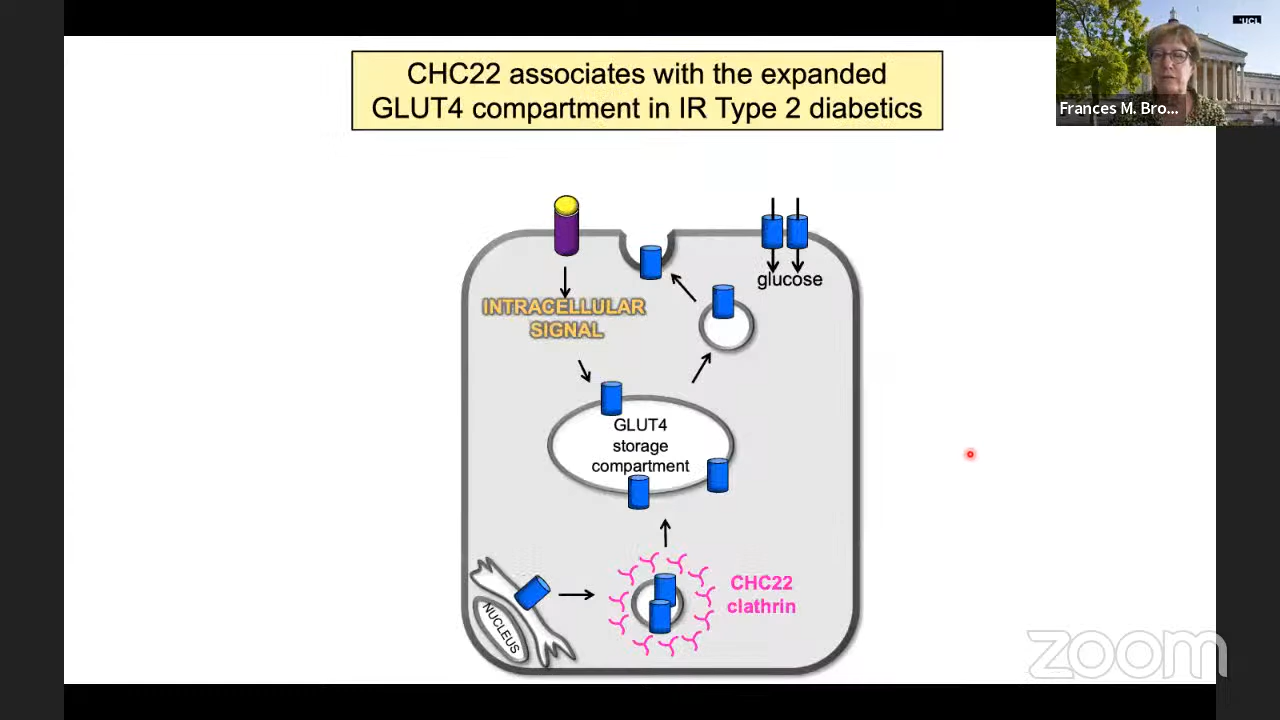 UCL
Frances M. Bro...
CHC22 associates with the expanded
GLUT4 compartment in IR Type 2 diabetics
glucose
INTRACELLULAR
SIGNAL
GLUT4
storage
compartment
CHC22
clathrin
NUCLEUS
zoom